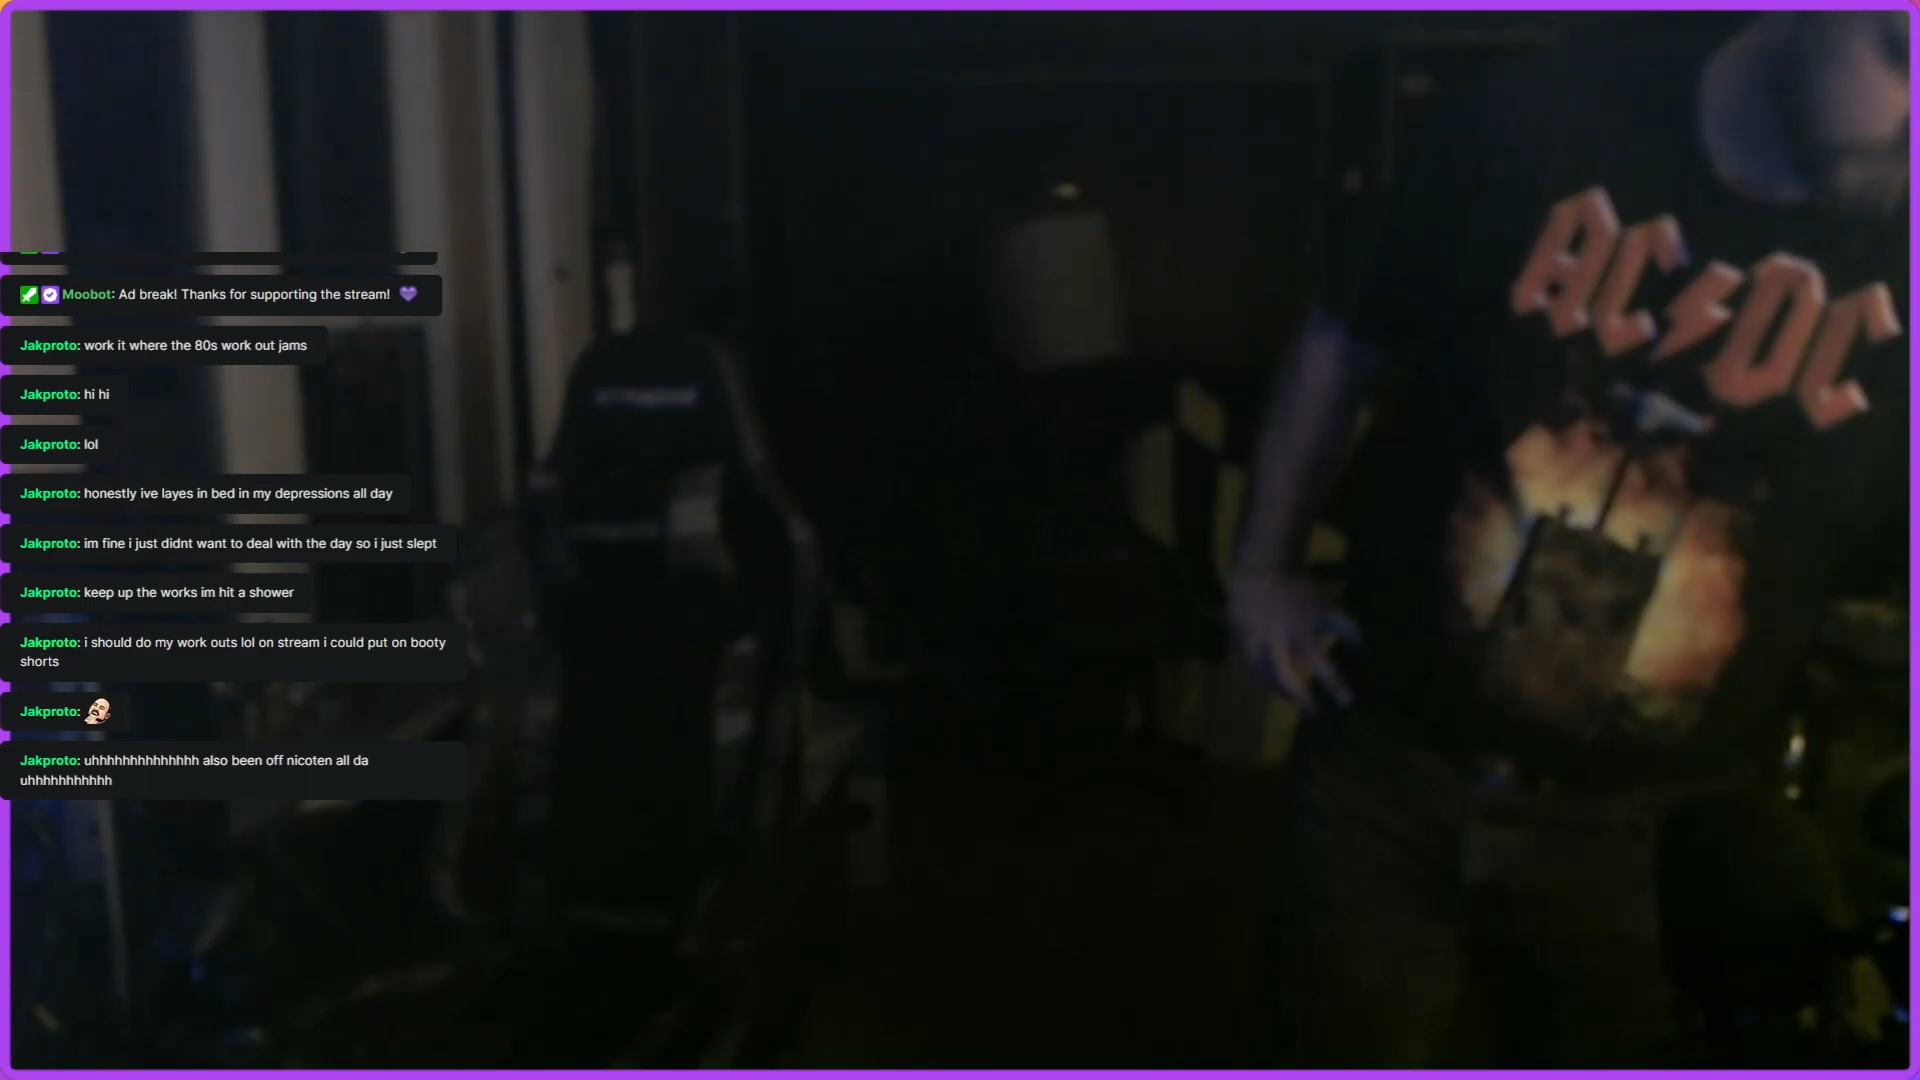 Moobot: Ad break! Thanks for supporting the stream! 💜
Jakproto: work it where the 80s work out jams
Jakproto: hi hi
Jakproto: lol
Jakproto: honestly ive layes in bed in my depressions all day
Jakproto: im fine i just didnt want to deal with the day so i just slept
Jakproto: keep up the works im hit a shower
Jakproto: i should do my work outs lol on stream i could put on booty
shorts
Jakproto:
Jakproto: uhhhhhhhhhhhhhh also been off nicoten all da
uhhhhhhhhhhh
AC⚡DC